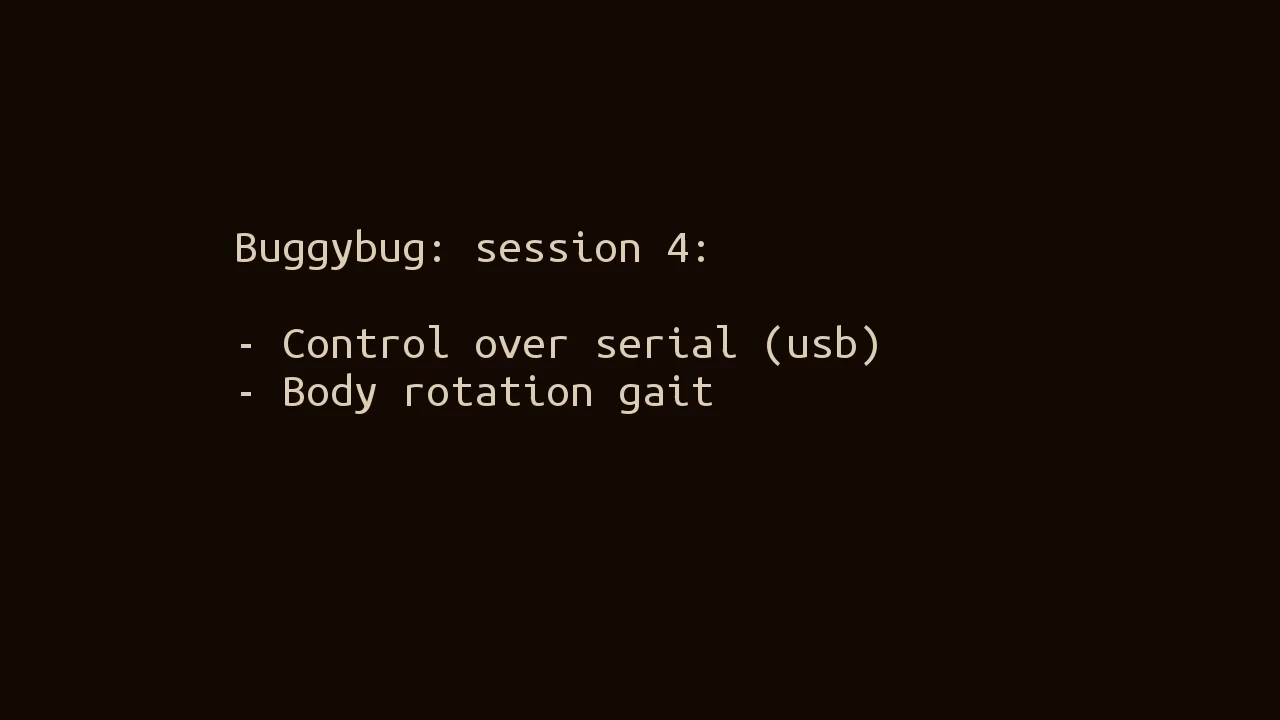 Buggybug: session 4:
- Control over serial (usb)
- Body rotation gait